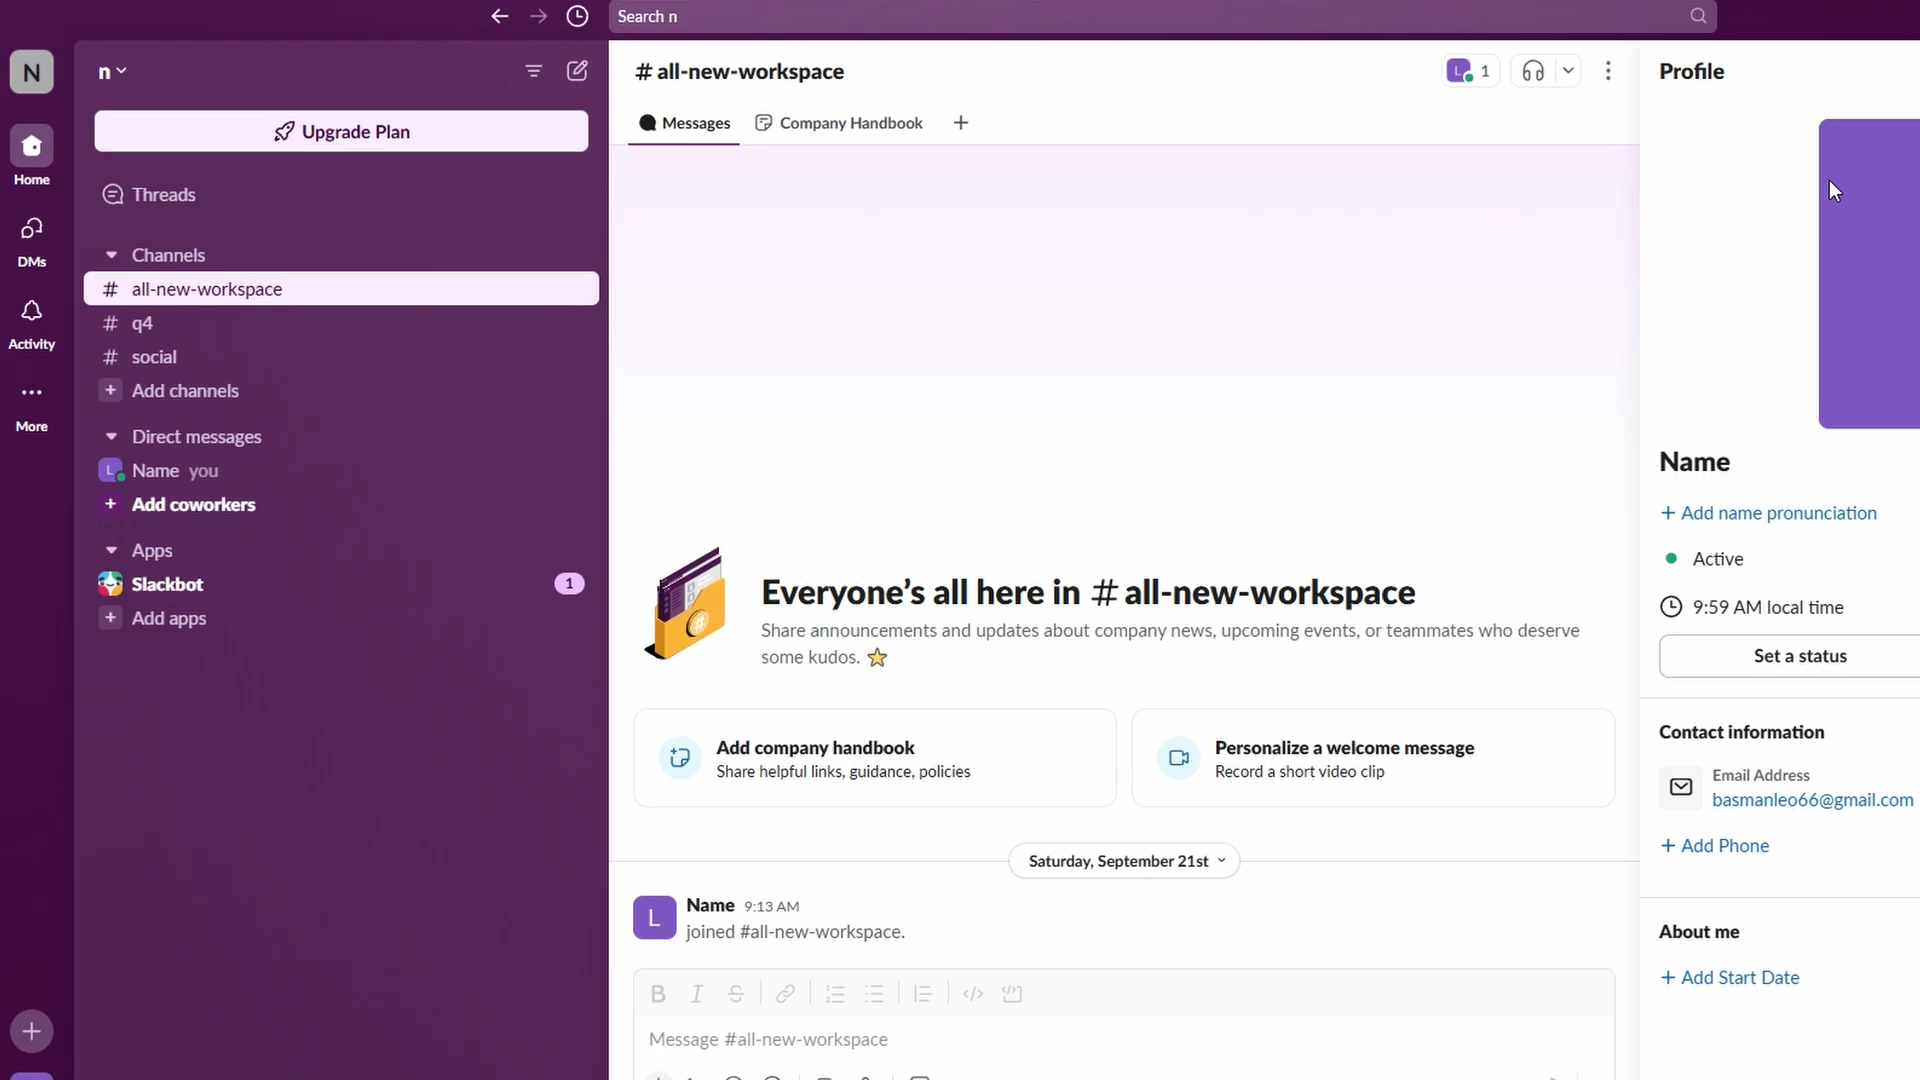 Search n
N
Home
DMs
Activity
More
n
Upgrade Plan
Threads
Channels
# all-new-workspace
# q4
# social
+ Add channels
Direct messages
L Name you
+ Add coworkers
Apps
Slackbot 1
+ Add apps
# all-new-workspace
L 1
Messages
Company Handbook
Everyone’s all here in # all-new-workspace
Share announcements and updates about company news, upcoming events, or teammates who deserve
some kudos. ⭐
Add company handbook
Share helpful links, guidance, policies
Personalize a welcome message
Record a short video clip
Saturday, September 21st
L
Name 9:13 AM
joined #all-new-workspace.
Message #all-new-workspace
Profile
Name
+ Add name pronunciation
Active
9:59 AM local time
Set a status
Contact information
Email Address
basmanleo66@gmail.com
+ Add Phone
About me
+ Add Start Date